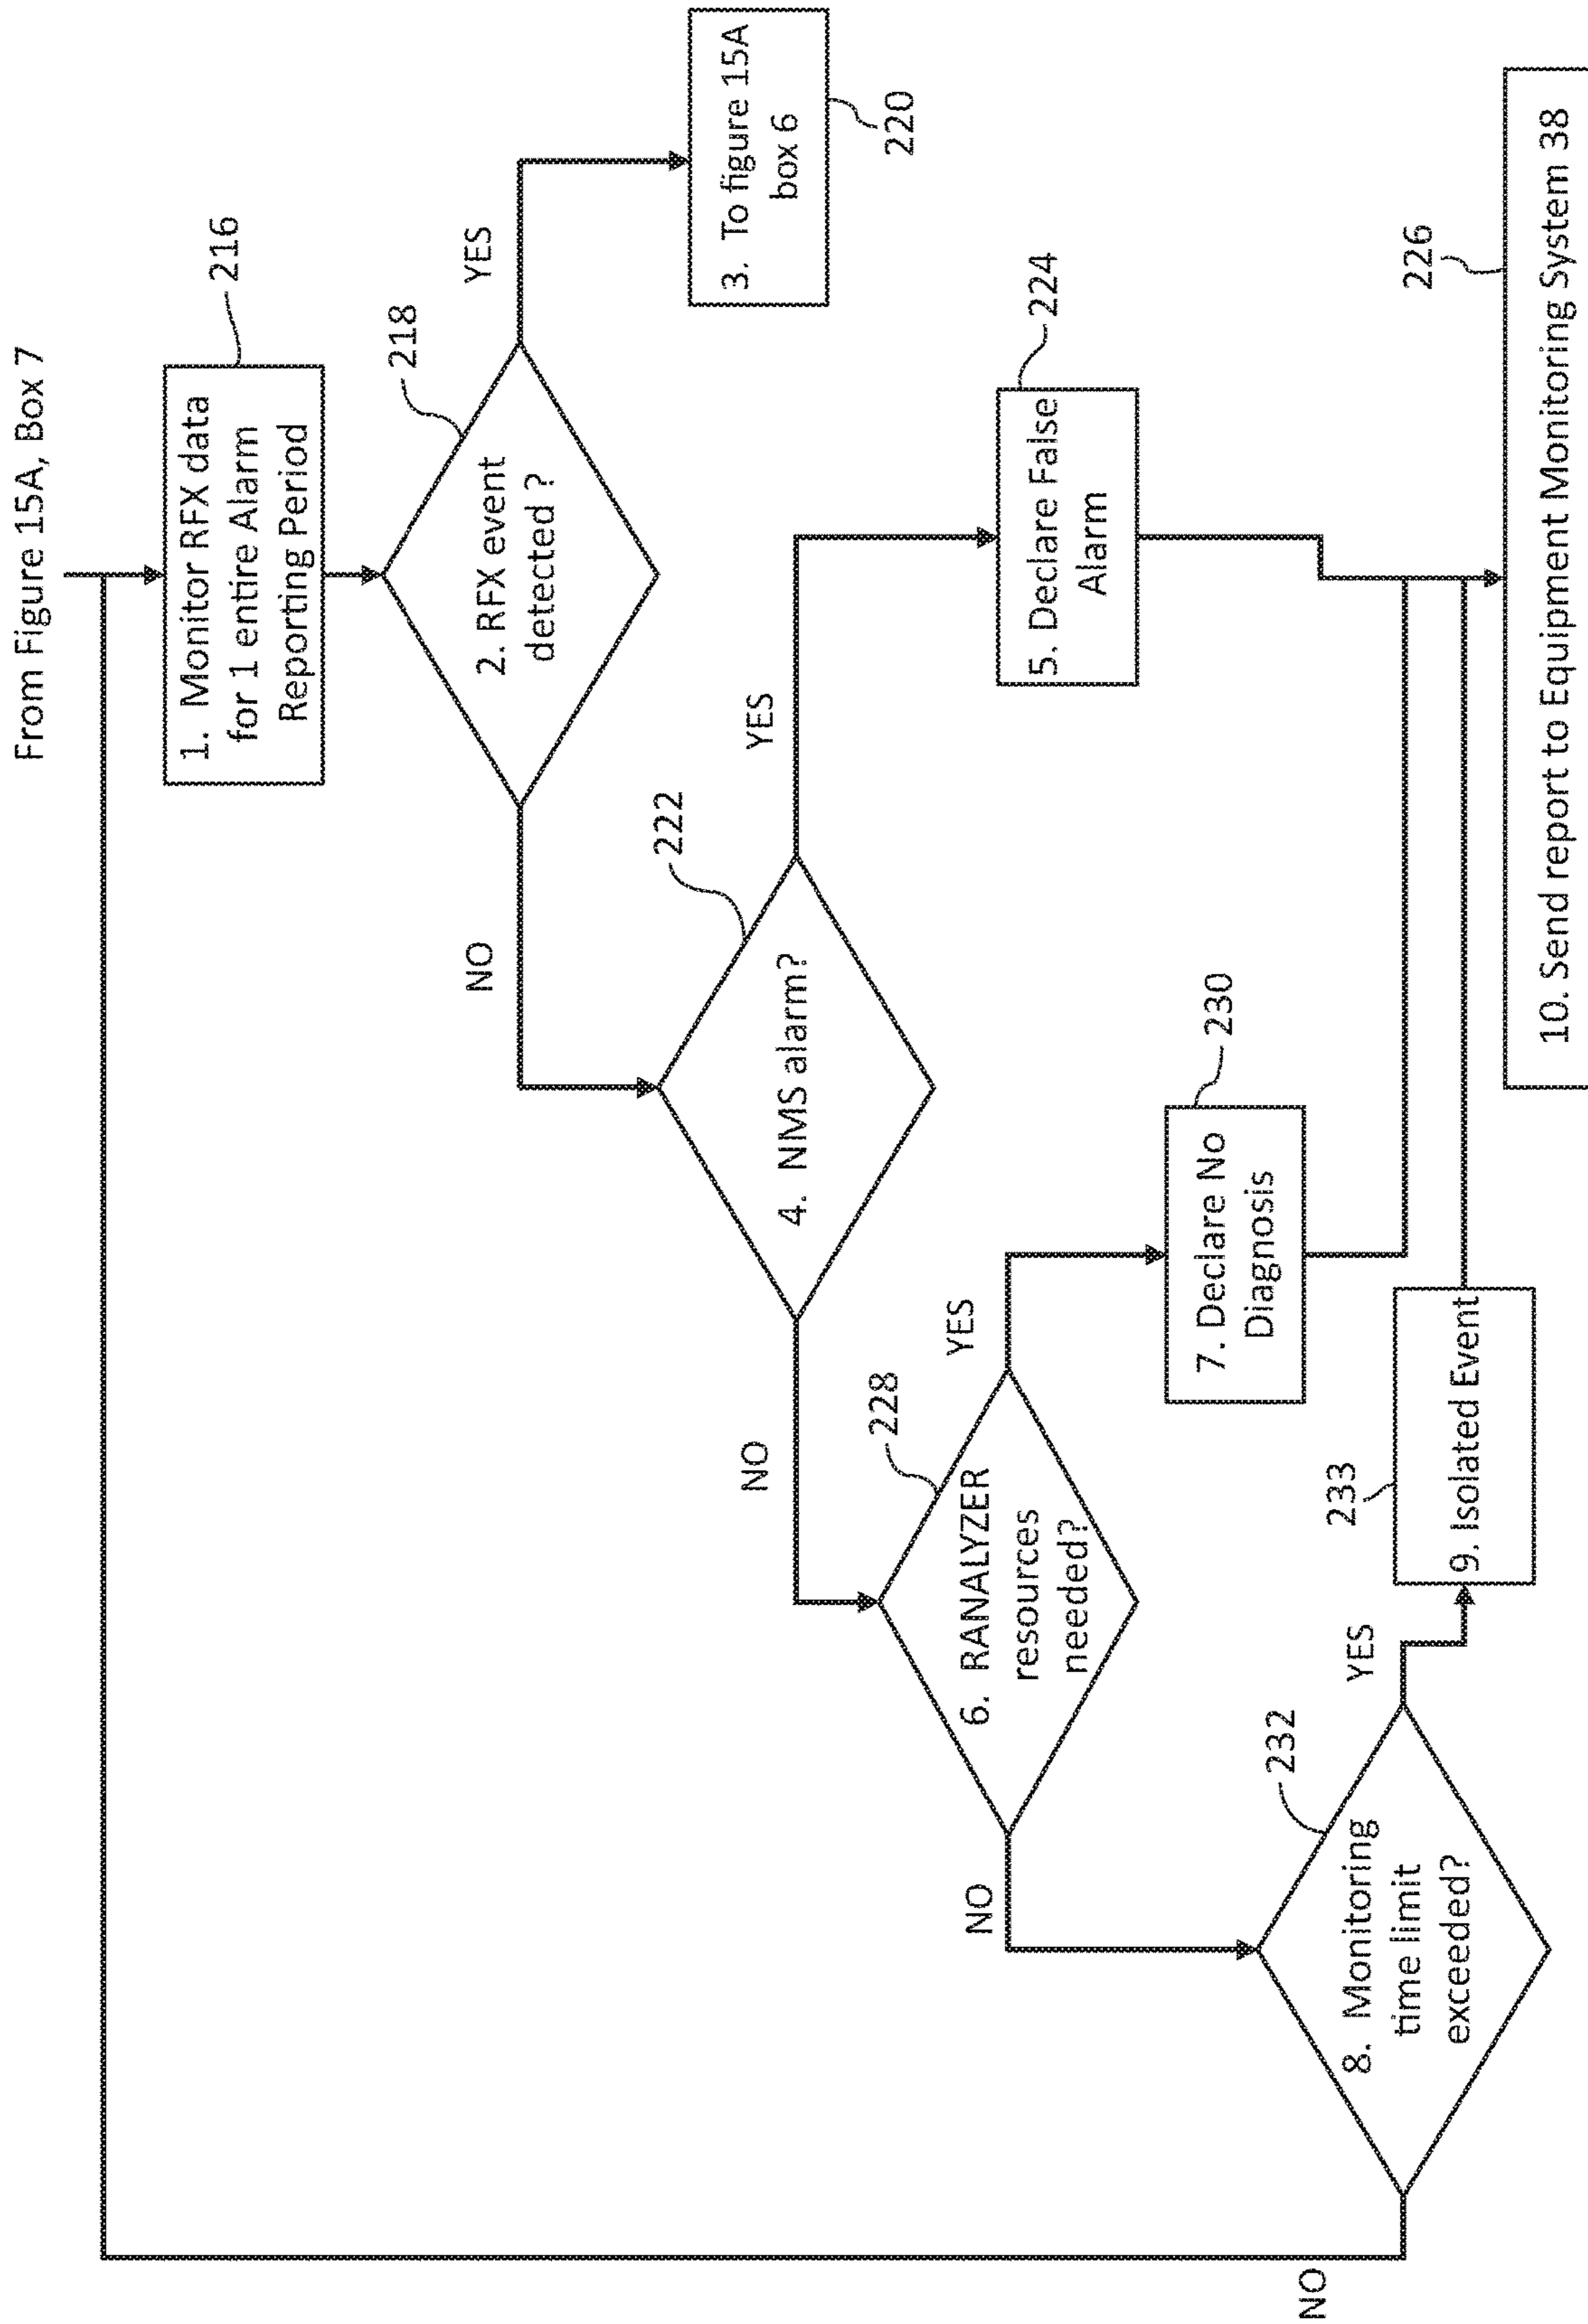 From Figure 15A, Box 7
216
1. Monitor RFX data
for 1 entire Alarm
Reporting Period
218
2. RFX event
detected ?
YES
NO
3. To figure 15A
box 6
220
222
4. NMS alarm?
YES
NO
224
5. Declare False
Alarm
228
6. RANALYZER
resources
needed?
YES
NO
230
7. Declare No
Diagnosis
232
8. Monitoring
time limit
exceeded?
YES
NO
233
9. Isolated Event
226
10. Send report to Equipment Monitoring System 38